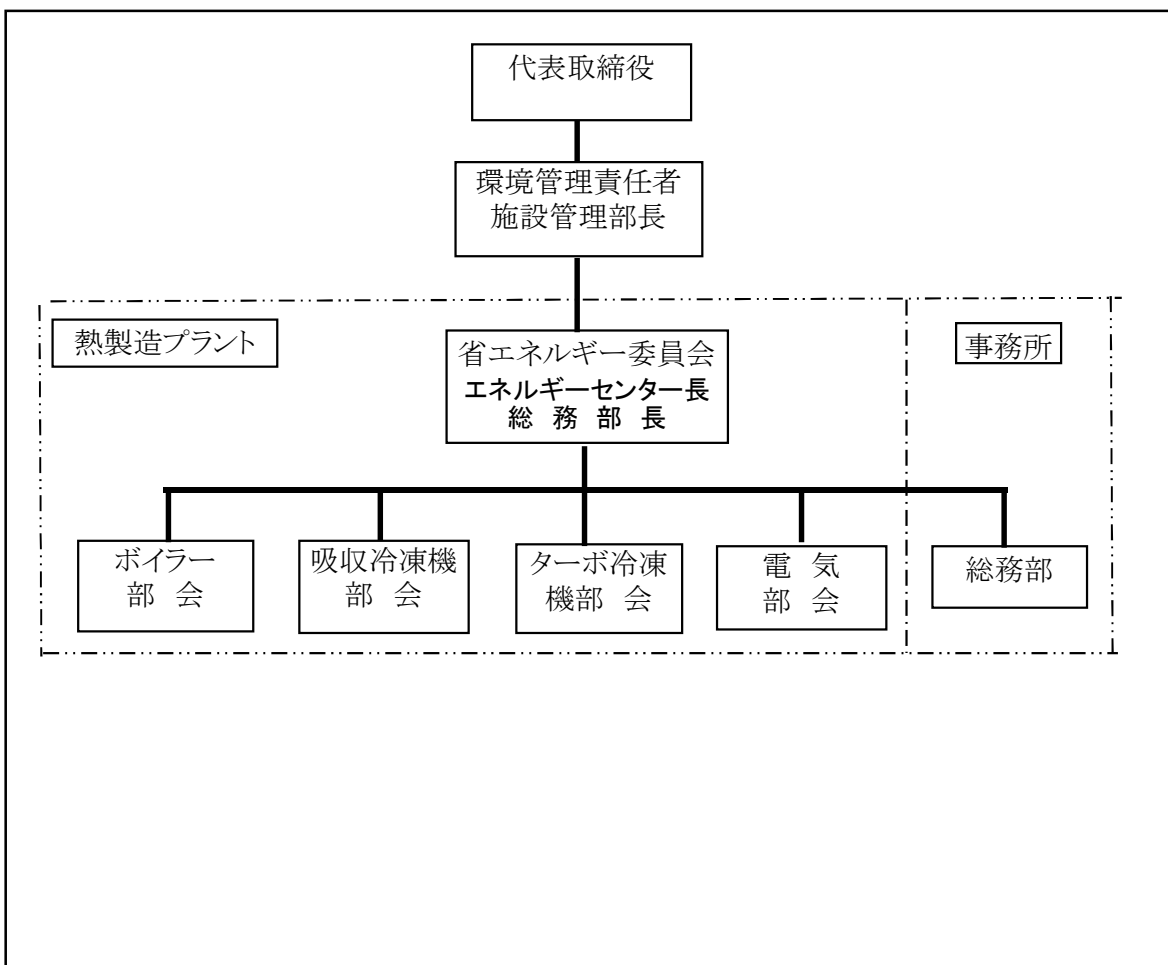 代表取締役
環境管理責任者
施設管理部長
熱製造プラント
省エネルギー委員会
エネルギーセンター長
総　務　部　長
事務所
ボイラー
部　会
吸収冷凍機
部　会
ターボ冷凍
機部　会
電　気
部　会
総務部